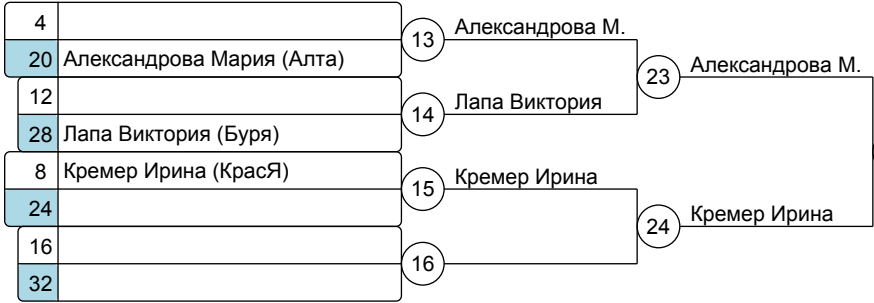 4
20 Александрова Мария (Алта)
13 Александрова М.
12
28 Лапа Виктория (Буря)
14 Лапа Виктория
23 Александрова М.
8 Кремер Ирина (КрасЯ)
24
15 Кремер Ирина
16
32
16
24 Кремер Ирина